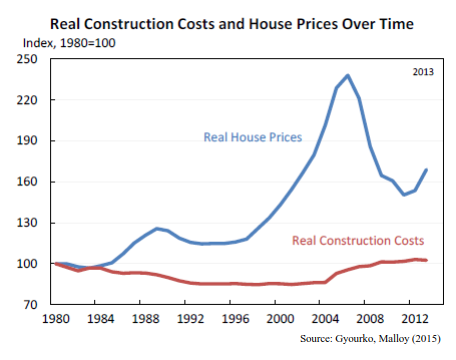 Real Construction Costs and House Prices Over Time
Index, 1980=100
250
2013
220
190
Real House Prices
160
130
Real Construction Costs
100
70
1980 1984 1988 1992 1996 2000 2004 2008 2012
Source: Gyourko, Malloy (2015)